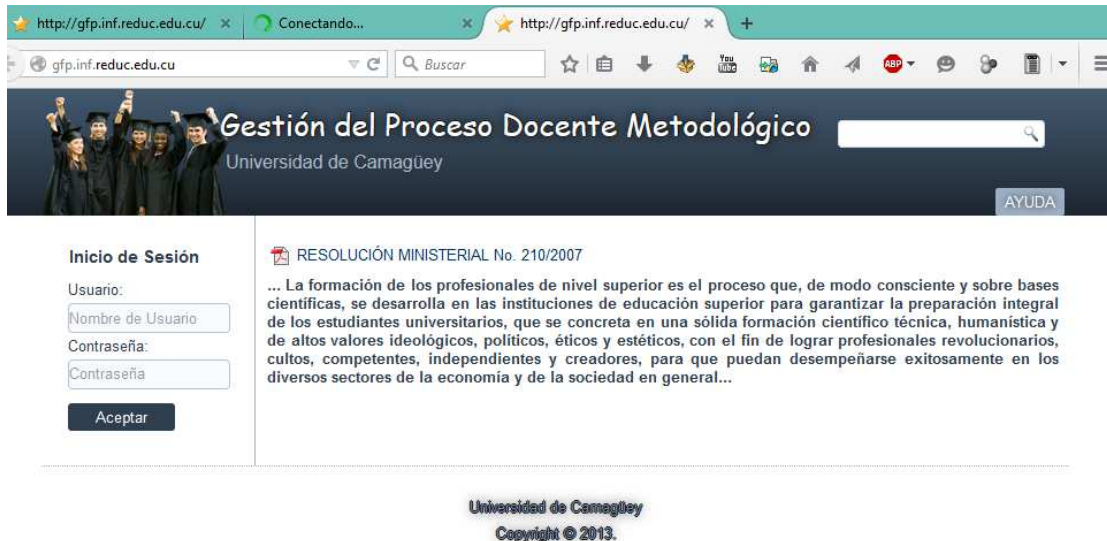 http://gfp.inf.reduc.edu.cu/
Conectando...
http://gfp.inf.reduc.edu.cu/
gfp.inf.reduc.edu.cu
Buscar
You Tube
ABP
Gestión del Proceso Docente Metodológico
Universidad de Camagüey
AYUDA
Inicio de Sesión
Usuario:
Nombre de Usuario
Contraseña:
Contraseña
Aceptar
RESOLUCIÓN MINISTERIAL No. 210/2007
... La formación de los profesionales de nivel superior es el proceso que, de modo consciente y sobre bases
científicas, se desarrolla en las instituciones de educación superior para garantizar la preparación integral
de los estudiantes universitarios, que se concreta en una sólida formación científico técnica, humanística y
de altos valores ideológicos, políticos, éticos y estéticos, con el fin de lograr profesionales revolucionarios,
cultos, competentes, independientes y creadores, para que puedan desempeñarse exitosamente en los
diversos sectores de la economía y de la sociedad en general...
Universidad de Camagüey
Copyright © 2013.